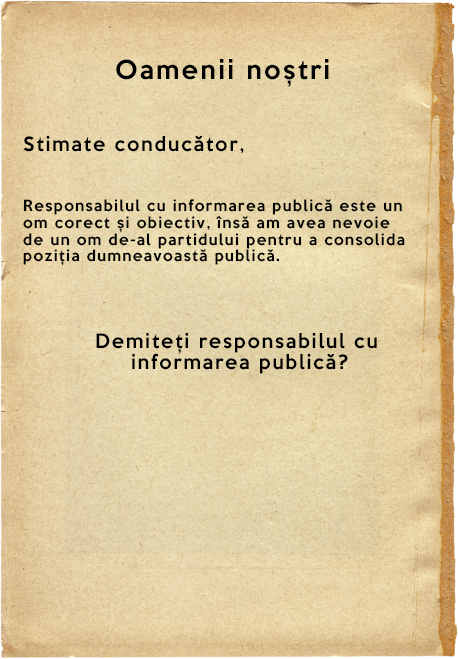 Oamenii noștri
Stimate conducător,
Responsabilul cu informarea publică este un
om corect și obiectiv, însă am avea nevoie
de un om de-al partidului pentru a consolida
poziția dumneavoastă publică.
Demiteți responsabilul cu
informarea publică?